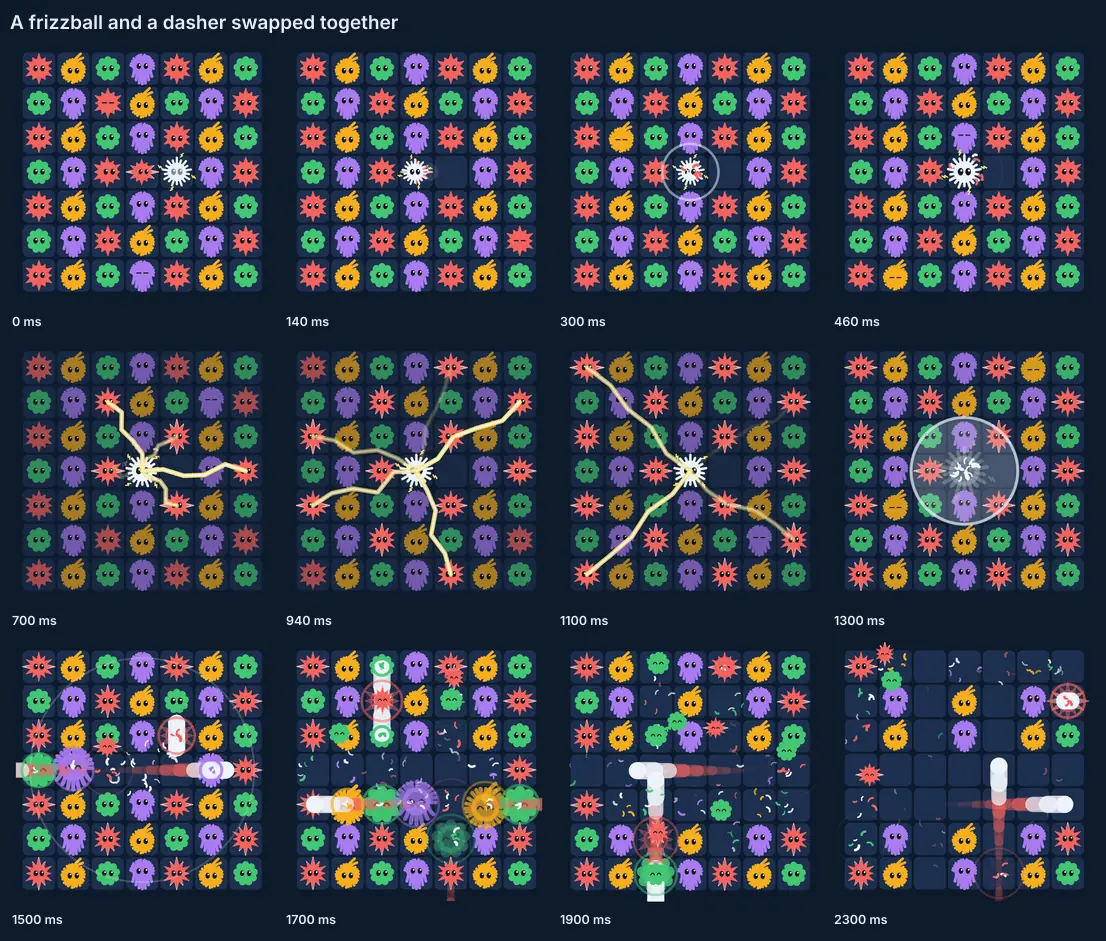 A frizzball and a dasher swapped together
0 ms
140 ms
300 ms
460 ms
700 ms
940 ms
1100 ms
1300 ms
1500 ms
1700 ms
1900 ms
2300 ms